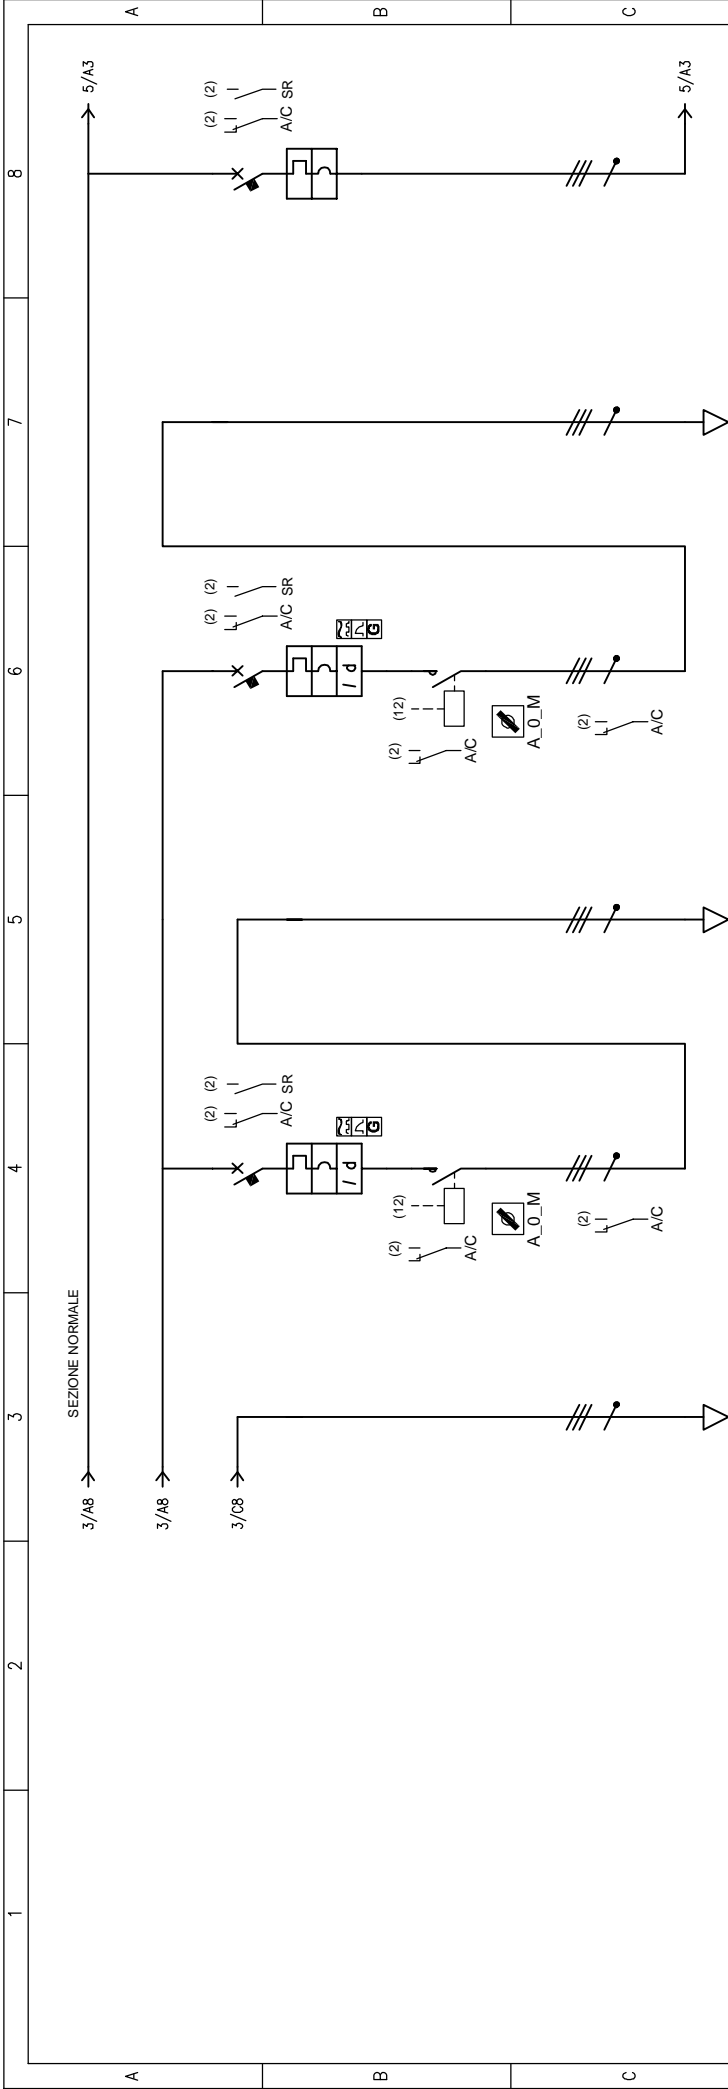 1 2 3 4 5 6 7 8
A
A
B
B
C
C
SEZIONE NORMALE
3/A8
5/A3
3/A8
3/C8
(2) (2)
A/C SR
I d
G
(12)
(2)
A/C
A_0_M
(2)
A/C
(2) (2)
A/C SR
I d
G
(12)
(2)
A/C
A_0_M
(2)
A/C
(2) (2)
A/C SR
5/A3